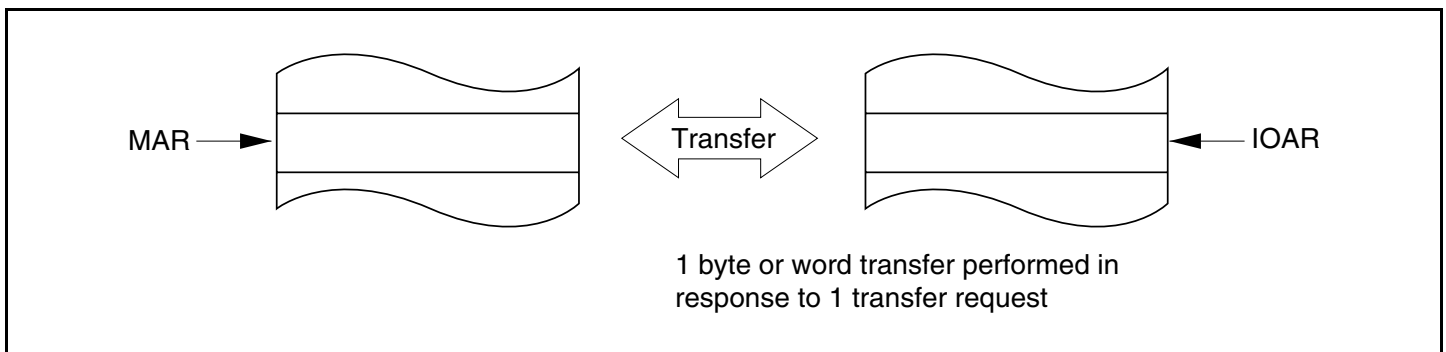 MAR
Transfer
IOAR
1 byte or word transfer performed in
response to 1 transfer request